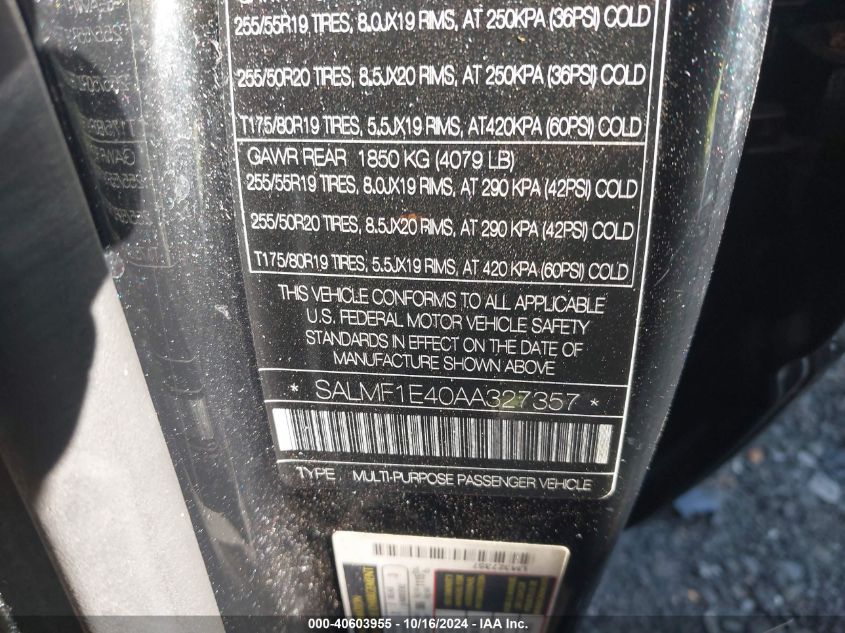 255/55R19 TIRES, 8.0JX19 RIMS, AT 250KPA (36PSI) COLD
255/50R20 TIRES, 8.5JX20 RIMS, AT 250KPA (36PSI) COLD
T175/80R19 TIRES, 5.5JX19 RIMS, AT420KPA (60PSI) COLD
GAWR REAR 1850 KG (4079 LB)
255/55R19 TIRES, 8.0JX19 RIMS, AT 290 KPA (42PSI) COLD
255/50R20 TIRES, 8.5JX20 RIMS, AT 290 KPA (42PSI) COLD
T175/80R19 TIRES, 5.5JX19 RIMS, AT 420 KPA (60PSI) COLD
THIS VEHICLE CONFORMS TO ALL APPLICABLE
U.S. FEDERAL MOTOR VEHICLE SAFETY
STANDARDS IN EFFECT ON THE DATE OF
MANUFACTURE SHOWN ABOVE
* SALMF1E40AA327357 *
TYPE MULTI-PURPOSE PASSENGER VEHICLE
000-40603955 - 10/16/2024 - IAA Inc.